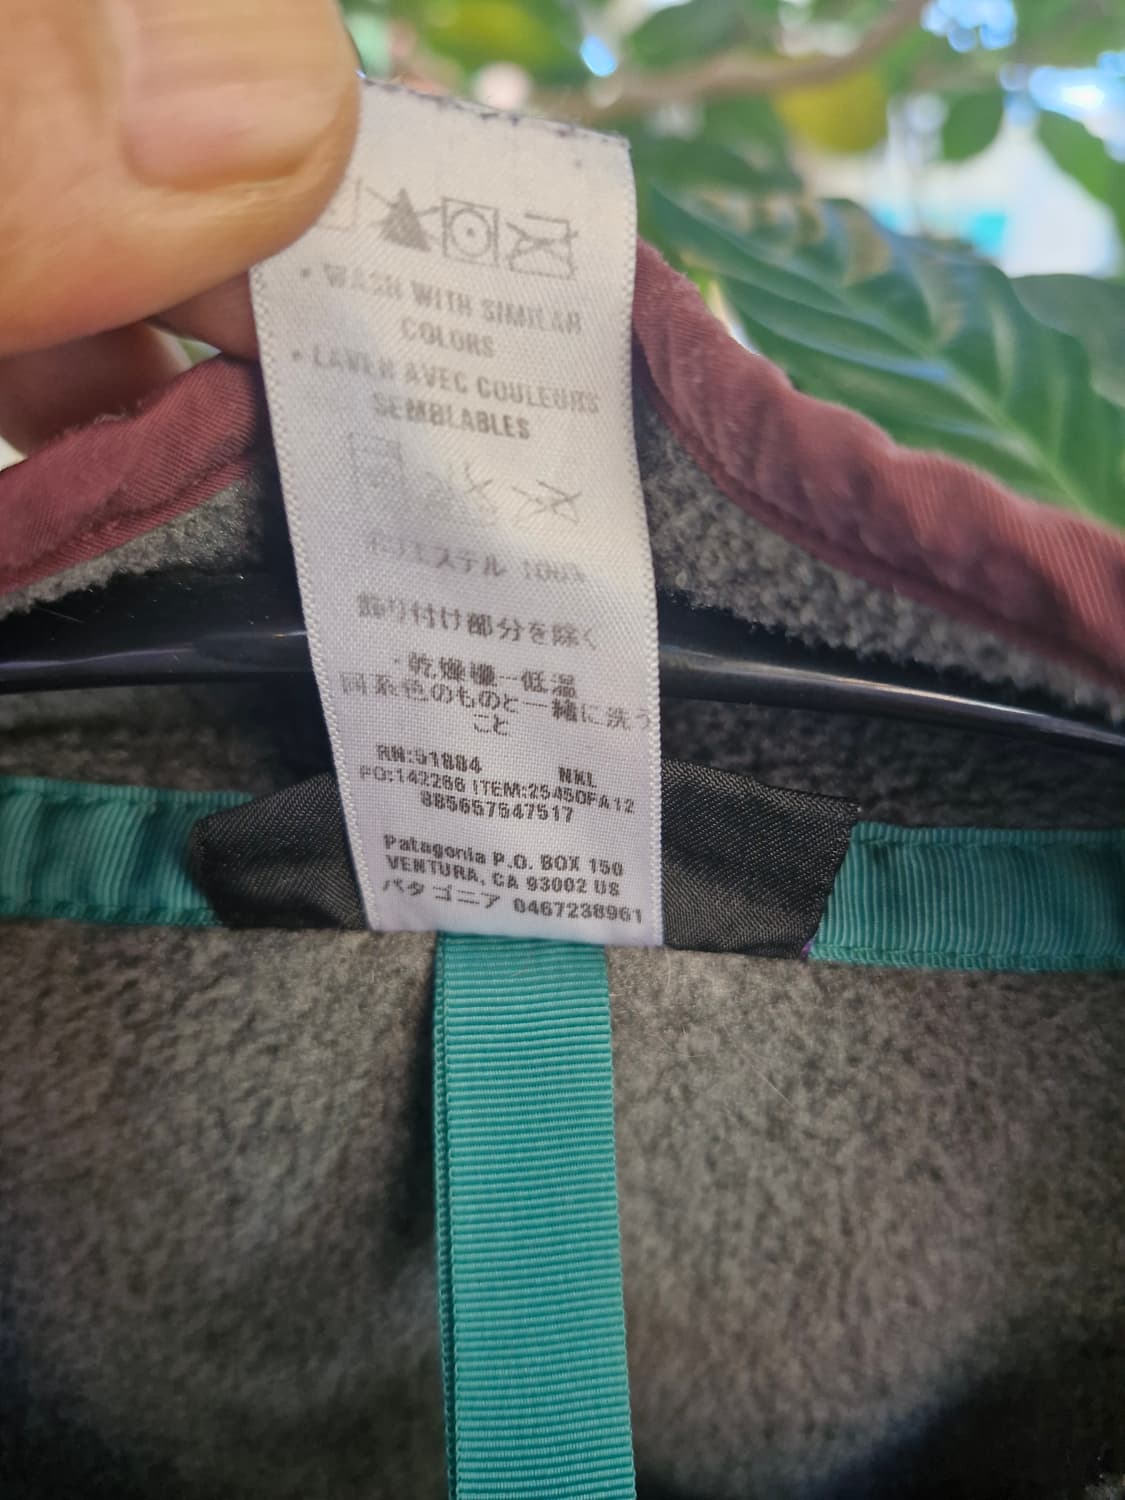 • WASH WITH SIMILAR
COLORS
• LAVER AVEC COULEURS
SEMBLABLES
ポリエステル 100%
飾り付け部分を除く
・乾燥機--低温
同系色のものと一緒に洗う
こと
RN:51884 NKL
PO:142286 ITEM:25450FA12
885657547517
Patagonia P.O. BOX 150
VENTURA, CA 93002 US
パタゴニア 0467238961